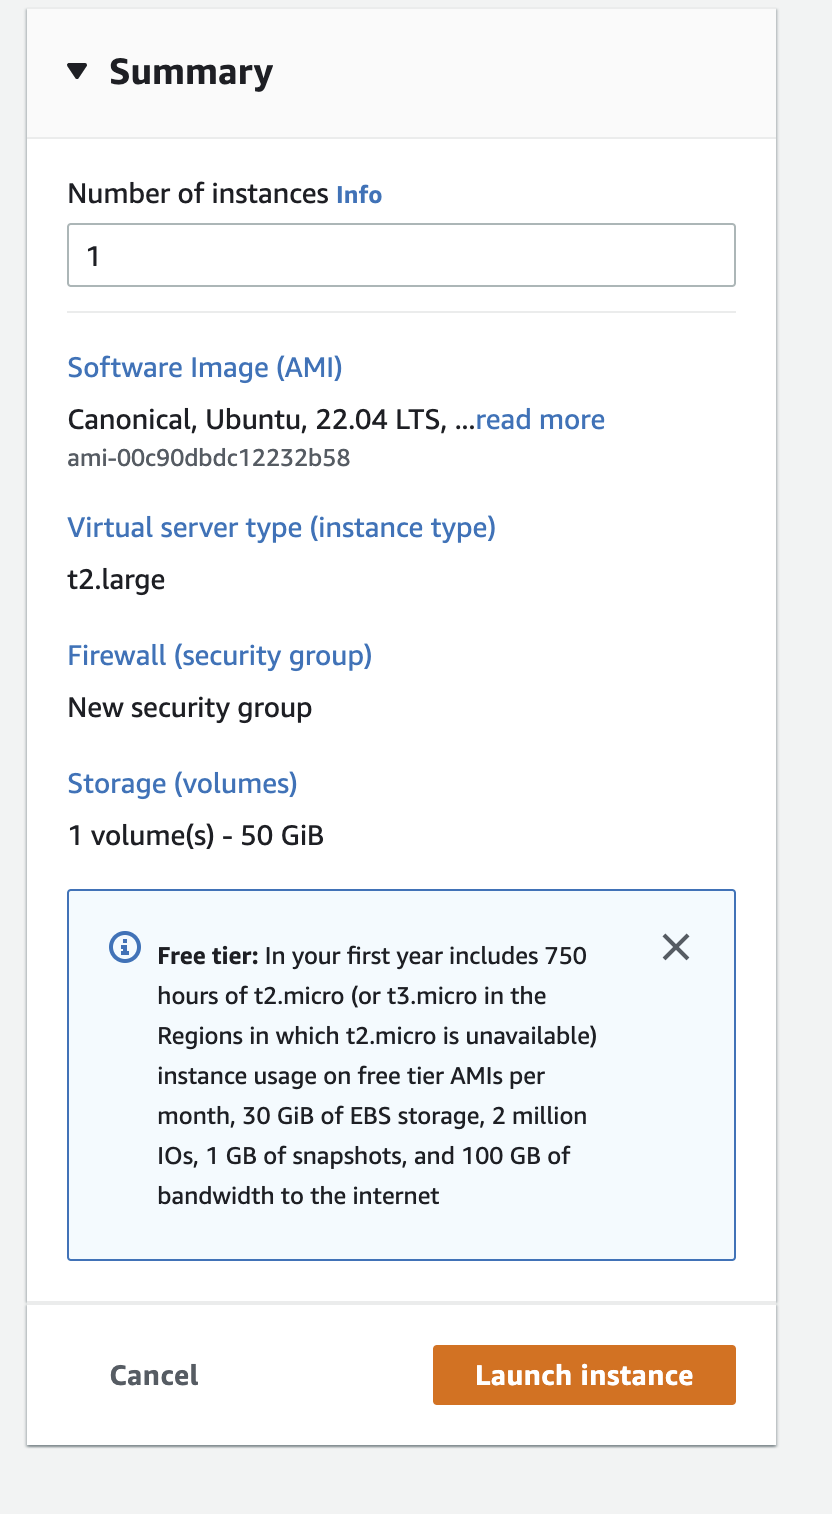 Summary
Number of instances Info
1
Software Image (AMI)
Canonical, Ubuntu, 22.04 LTS, ...read more
ami-00c90dbdc12232b58
Virtual server type (instance type)
t2.large
Firewall (security group)
New security group
Storage (volumes)
1 volume(s) - 50 GiB
Free tier: In your first year includes 750
hours of t2.micro (or t3.micro in the
Regions in which t2.micro is unavailable)
instance usage on free tier AMIs per
month, 30 GiB of EBS storage, 2 million
IOs, 1 GB of snapshots, and 100 GB of
bandwidth to the internet
Cancel
Launch instance